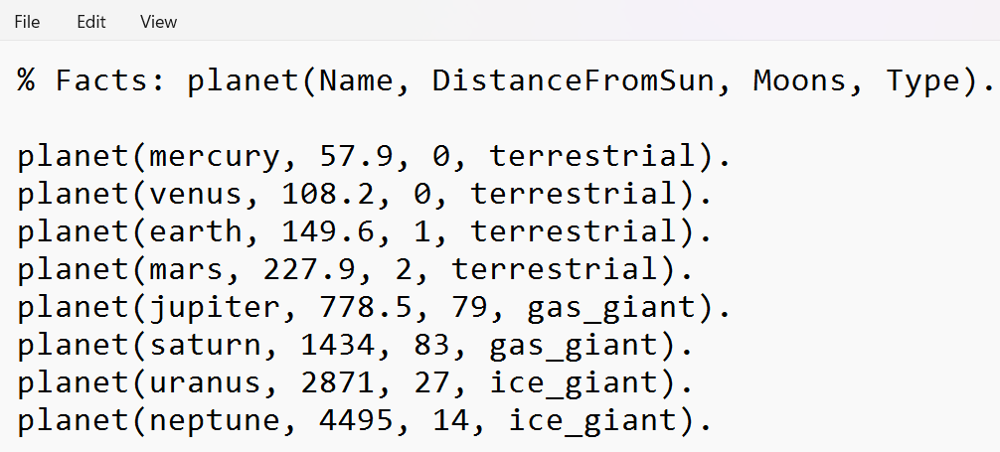 File Edit View
% Facts: planet(Name, DistanceFromSun, Moons, Type).
planet(mercury, 57.9, 0, terrestrial).
planet(venus, 108.2, 0, terrestrial).
planet(earth, 149.6, 1, terrestrial).
planet(mars, 227.9, 2, terrestrial).
planet(jupiter, 778.5, 79, gas_giant).
planet(saturn, 1434, 83, gas_giant).
planet(uranus, 2871, 27, ice_giant).
planet(neptune, 4495, 14, ice_giant).